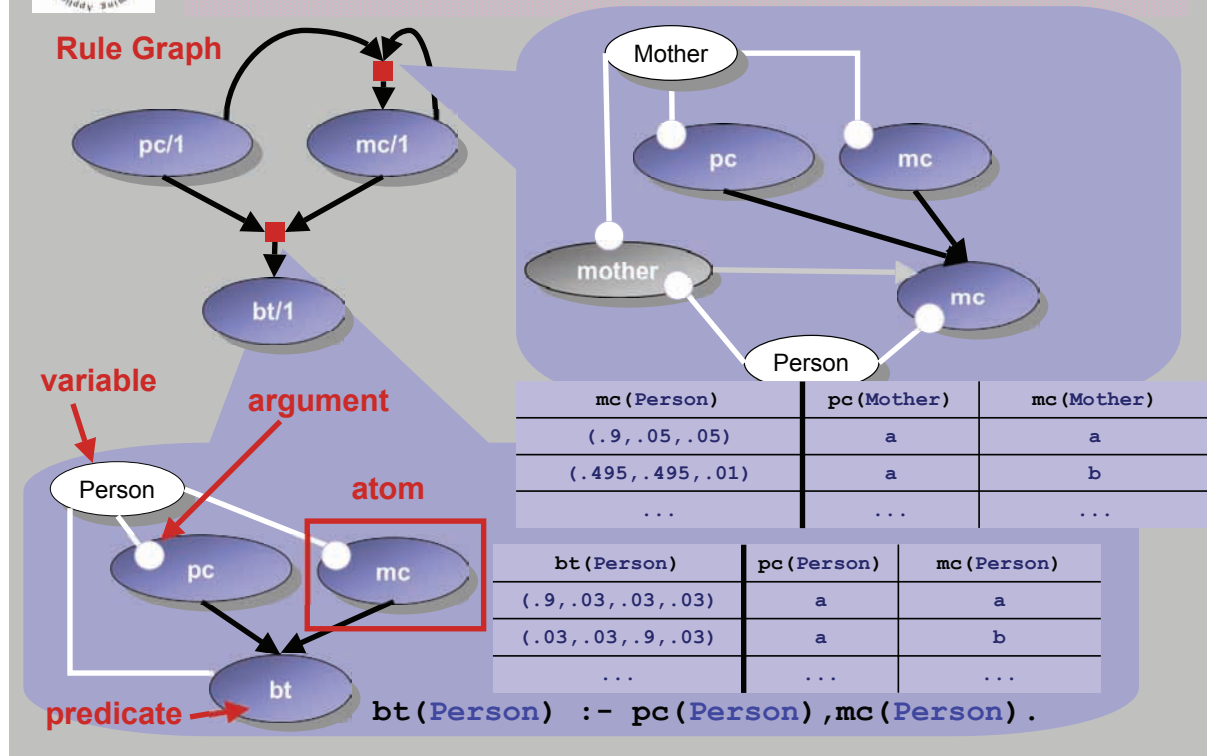 Rule Graph
pc/1
mc/1
bt/1
Mother
pc
mc
mother
mc
Person
variable
argument
atom
Person
pc
mc
bt
predicate
mc(Person) pc(Mother) mc(Mother)
(.9,.05,.05) a a
(.495,.495,.01) a b
... ... ...
bt(Person) pc(Person) mc(Person)
(.9,.03,.03,.03) a a
(.03,.03,.9,.03) a b
... ... ...
bt(Person) :- pc(Person),mc(Person).